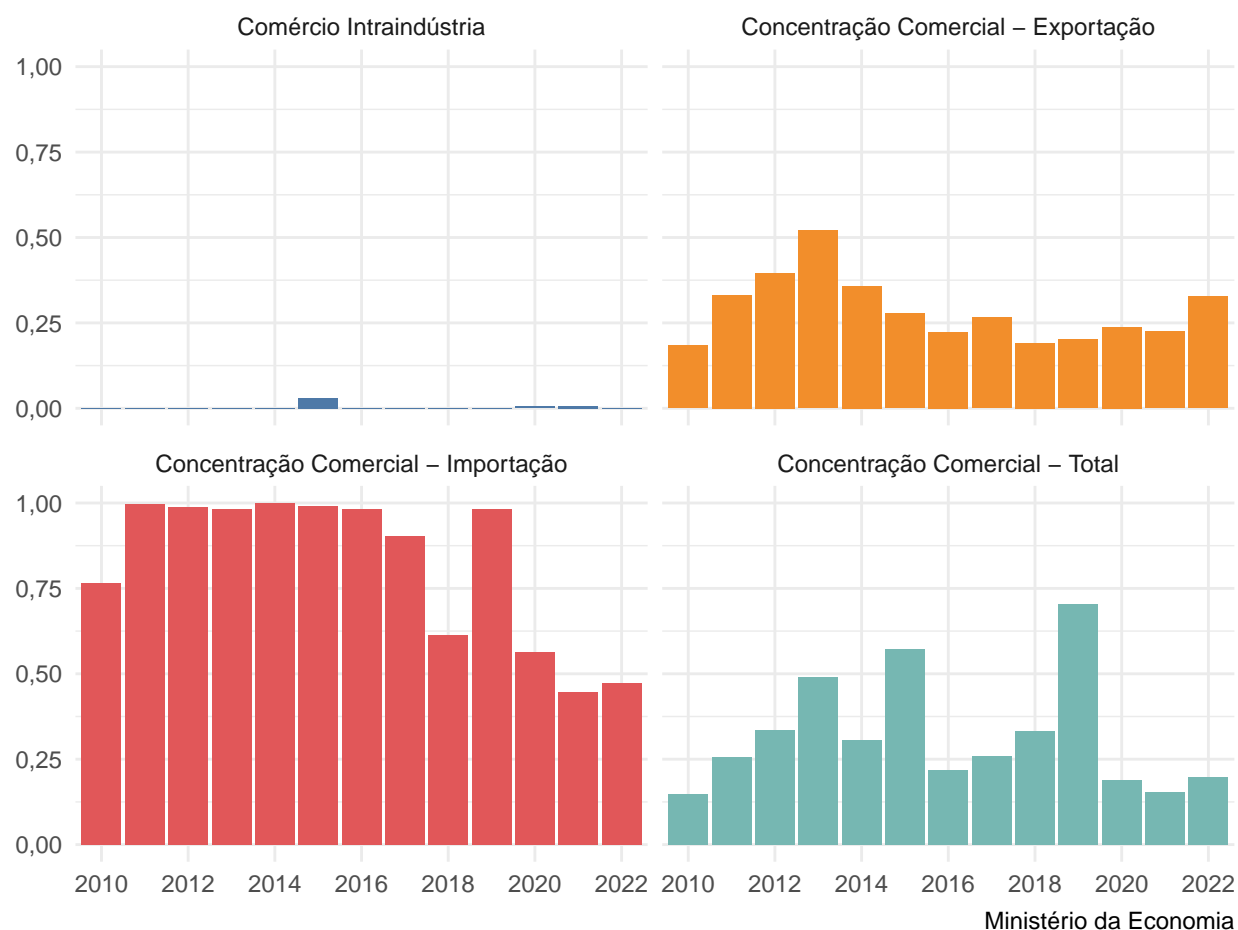 Comércio Intraindústria
Concentração Comercial – Exportação
1,00
0,75
0,50
0,25
0,00
Concentração Comercial – Importação
Concentração Comercial – Total
1,00
0,75
0,50
0,25
0,00
2010 2012 2014 2016 2018 2020 2022
2010 2012 2014 2016 2018 2020 2022
Ministério da Economia